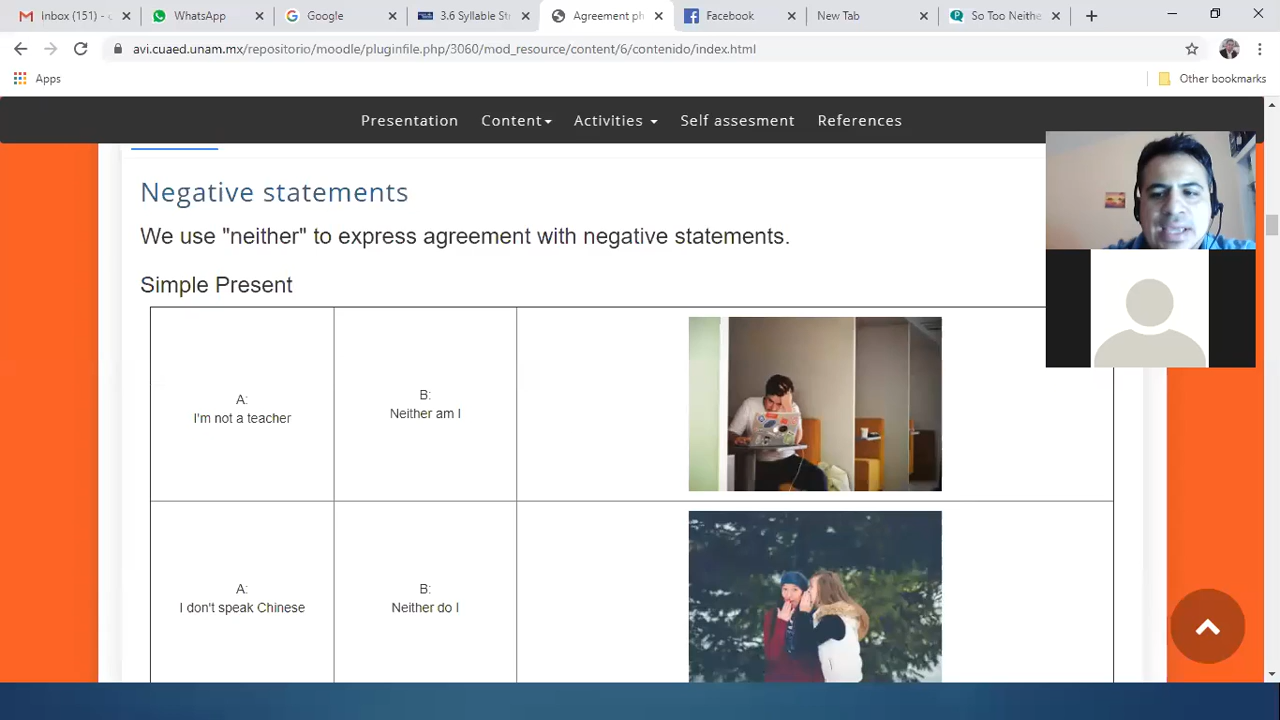 inbox (151) - c
WhatsApp
Google
3.6 Syllable St
Agreement ph
Facebook
New Tab
So Too Neithe
avi.cuaed.unam.mx/repositorio/moodle/pluginfile.php/3060/mod_resource/content/6/contenido/index.html
Apps
Other bookmarks
Presentation
Content
Activities
Self assesment
References
Negative statements
We use "neither" to express agreement with negative statements.
Simple Present
A:
I'm not a teacher
B:
Neither am I
A:
I don't speak Chinese
B:
Neither do I